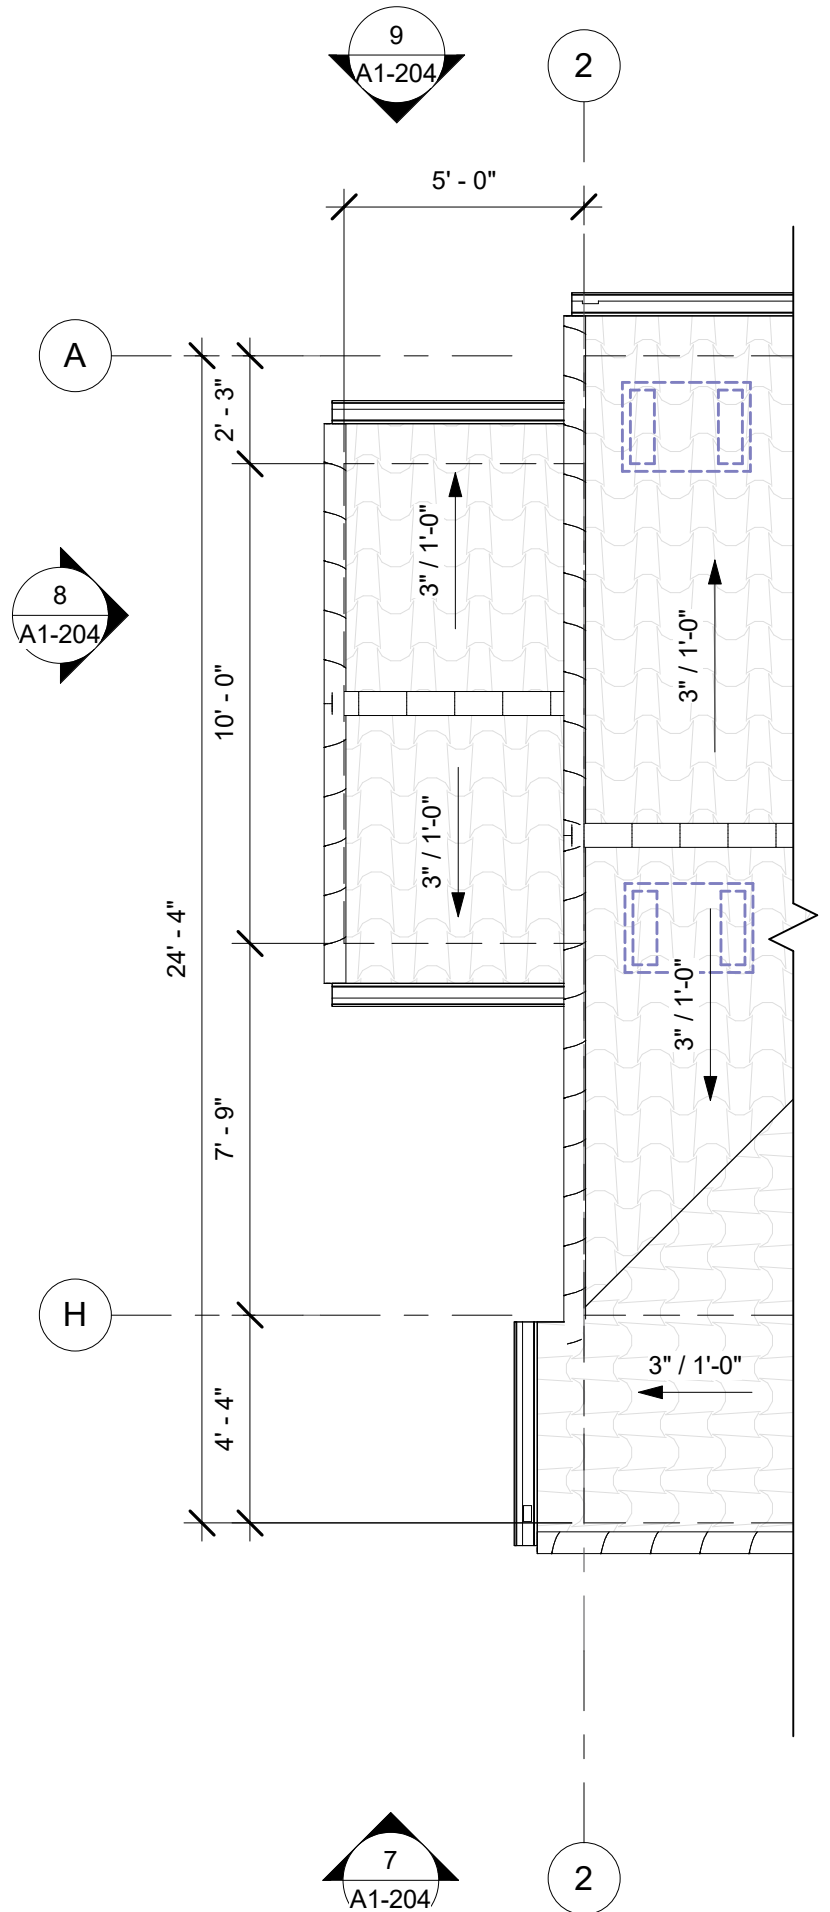 9
A1-204
2
5' - 0"
A
2' - 3"
3" / 1'-0"
8
A1-204
3" / 1'-0"
10' - 0"
3" / 1'-0"
24' - 4"
3" / 1'-0"
7' - 9"
H
3" / 1'-0"
4' - 4"
7
A1-204
2